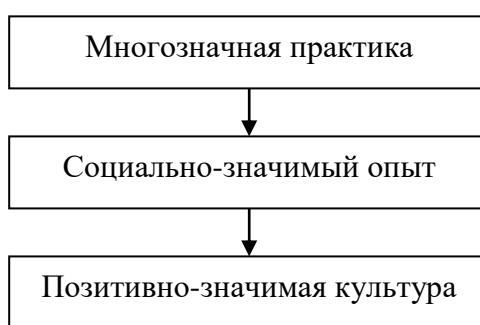 Многозначная практика
Социально-значимый опыт
Позитивно-значимая культура